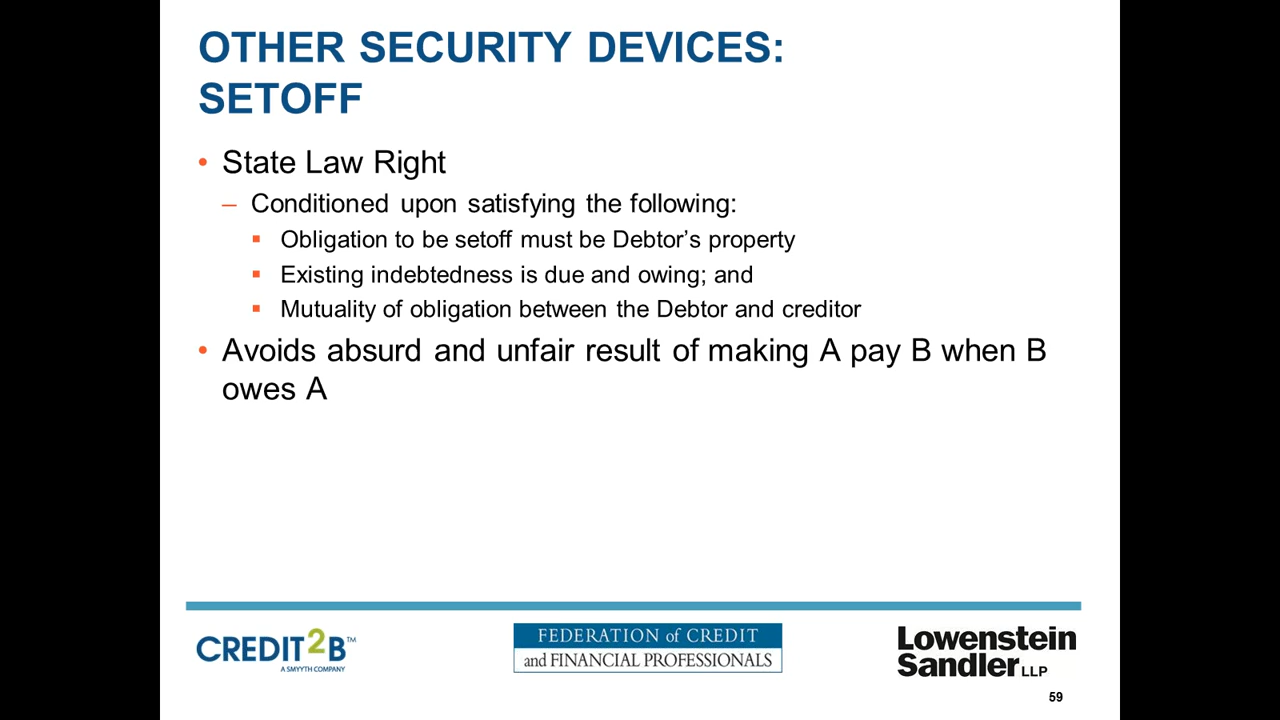 OTHER SECURITY DEVICES:
SETOFF
• State Law Right
– Conditioned upon satisfying the following:
▪ Obligation to be setoff must be Debtor’s property
▪ Existing indebtedness is due and owing; and
▪ Mutuality of obligation between the Debtor and creditor
• Avoids absurd and unfair result of making A pay B when B
owes A
CREDIT2B™
A SMYYTH COMPANY
FEDERATION of CREDIT
and FINANCIAL PROFESSIONALS
Lowenstein
Sandler LLP
59